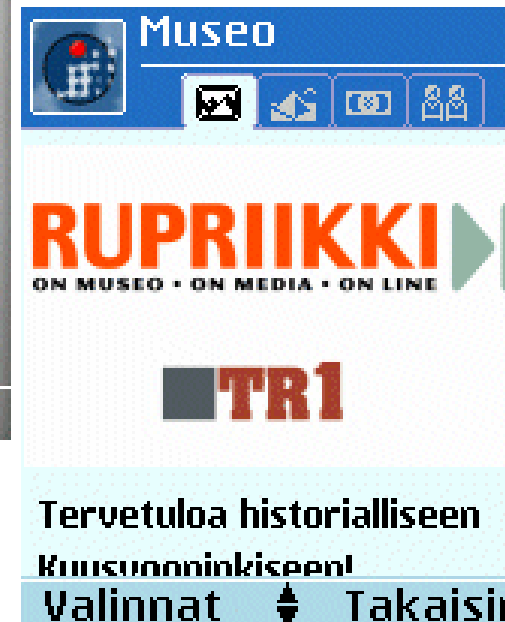 Museo
RUPRIIKKI
ON MUSEO • ON MEDIA • ON LINE
TR1
Tervetuloa historialliseen
Valinnat